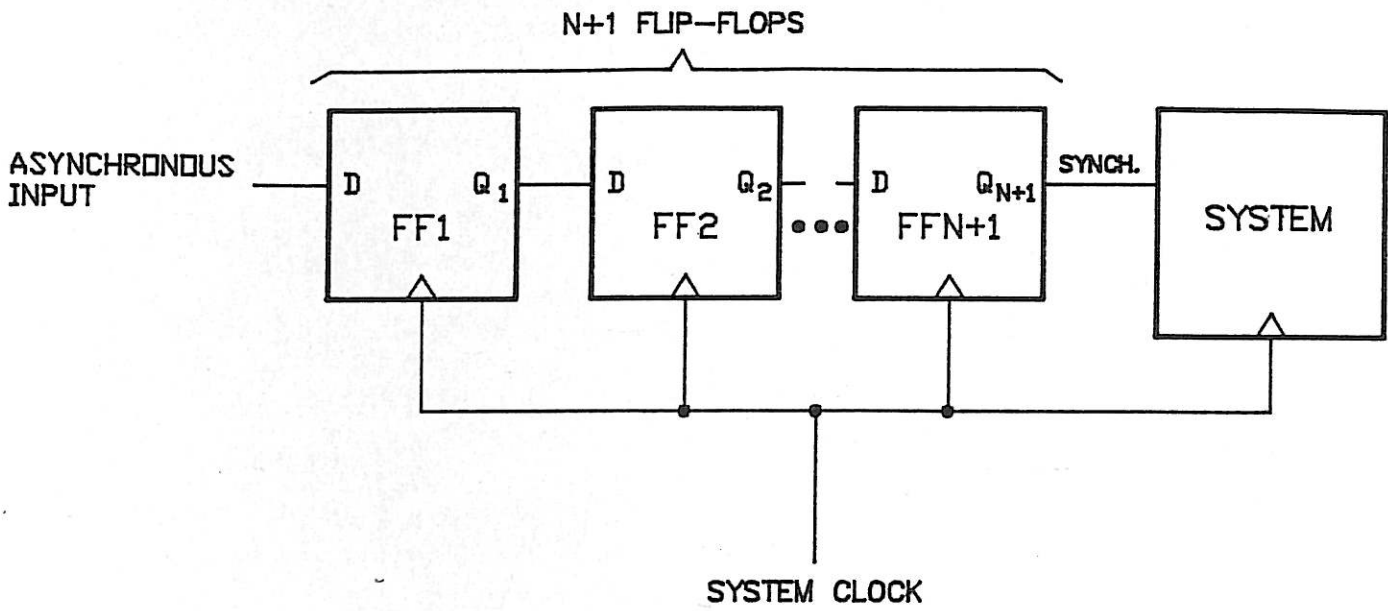 N+1 FLIP-FLOPS
ASYNCHRONOUS
INPUT
D
Q1
FF1
D
Q2
FF2
D
QN+1
FFN+1
SYNCH.
SYSTEM
SYSTEM CLOCK